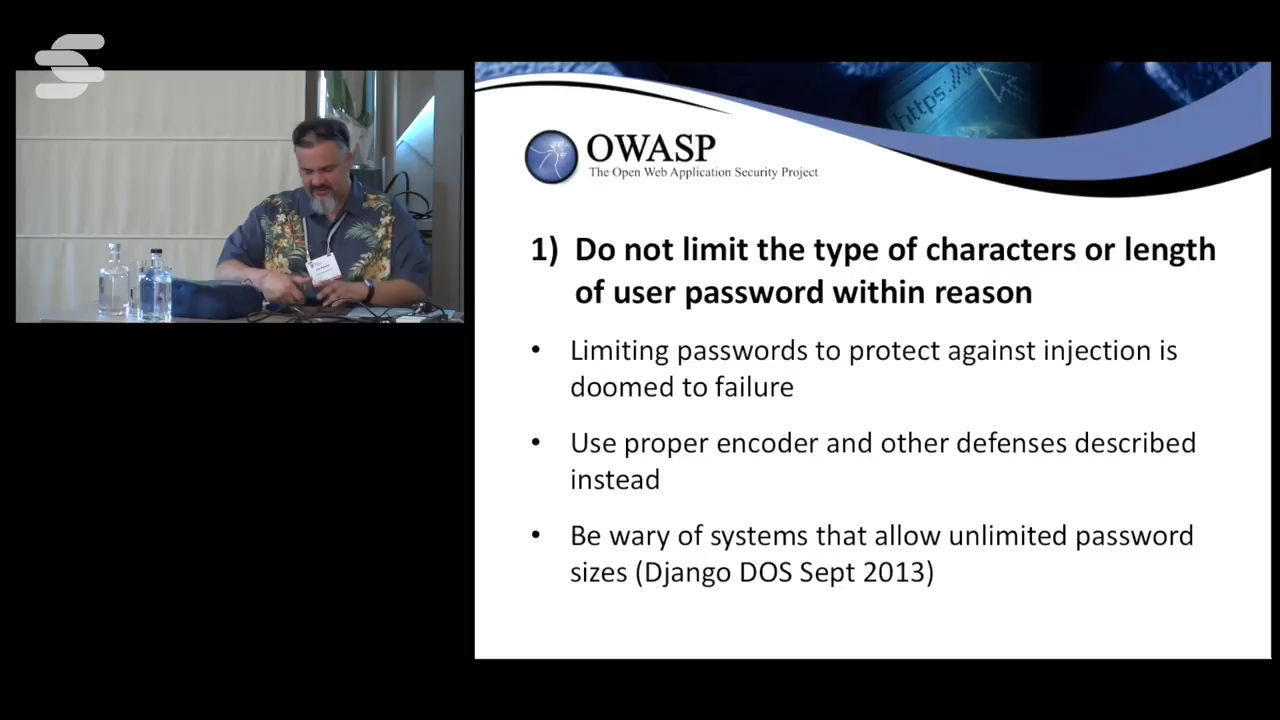 https://w
OWASP
The Open Web Application Security Project
1) Do not limit the type of characters or length
of user password within reason
• Limiting passwords to protect against injection is
doomed to failure
• Use proper encoder and other defenses described
instead
• Be wary of systems that allow unlimited password
sizes (Django DOS Sept 2013)